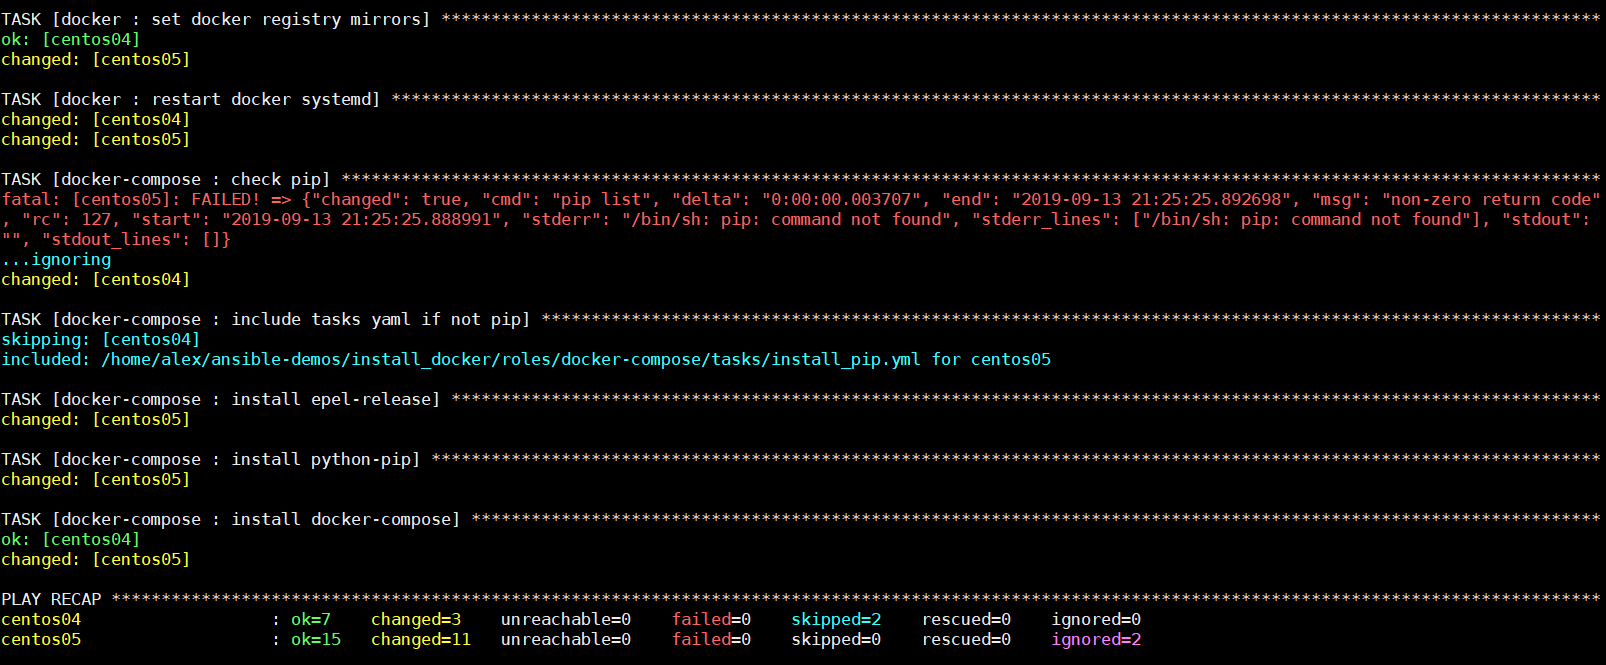 TASK [docker : set docker registry mirrors] ********************************************************************************************************************
ok: [centos04]
changed: [centos05]
TASK [docker : restart docker systemd] *************************************************************************************************************************
changed: [centos04]
changed: [centos05]
TASK [docker-compose : check pip] ******************************************************************************************************************************
fatal: [centos05]: FAILED! => {"changed": true, "cmd": "pip list", "delta": "0:00:00.003707", "end": "2019-09-13 21:25:25.892698", "msg": "non-zero return code"
, "rc": 127, "start": "2019-09-13 21:25:25.888991", "stderr": "/bin/sh: pip: command not found", "stderr_lines": ["/bin/sh: pip: command not found"], "stdout":
"", "stdout_lines": []}
...ignoring
changed: [centos04]
TASK [docker-compose : include tasks yaml if not pip] **********************************************************************************************************
skipping: [centos04]
included: /home/alex/ansible-demos/install_docker/roles/docker-compose/tasks/install_pip.yml for centos05
TASK [docker-compose : install epel-release] *******************************************************************************************************************
changed: [centos05]
TASK [docker-compose : install python-pip] *********************************************************************************************************************
changed: [centos05]
TASK [docker-compose : install docker-compose] *****************************************************************************************************************
ok: [centos04]
changed: [centos05]
PLAY RECAP *****************************************************************************************************************************************************
centos04                   : ok=7    changed=3    unreachable=0    failed=0    skipped=2    rescued=0    ignored=0
centos05                   : ok=15   changed=11   unreachable=0    failed=0    skipped=0    rescued=0    ignored=2